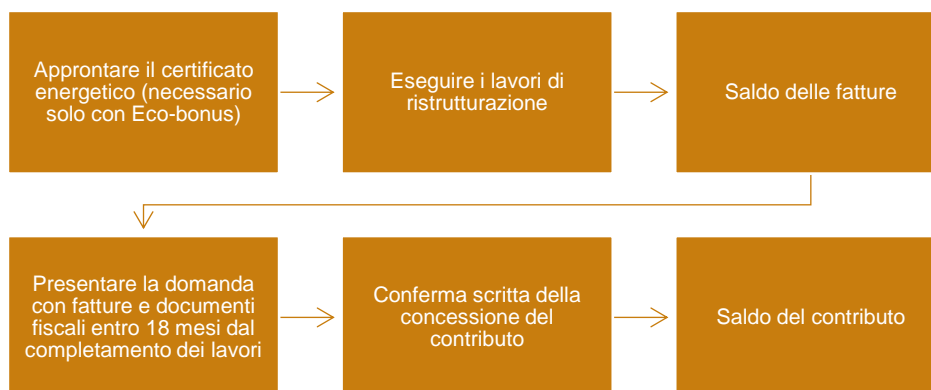 Approntare il certificato
energetico (necessario
solo con Eco-bonus)
Eseguire i lavori di
ristrutturazione
Saldo delle fatture
Presentare la domanda
con fatture e documenti
fiscali entro 18 mesi dal
completamento dei lavori
Conferma scritta della
concessione del
contributo
Saldo del contributo